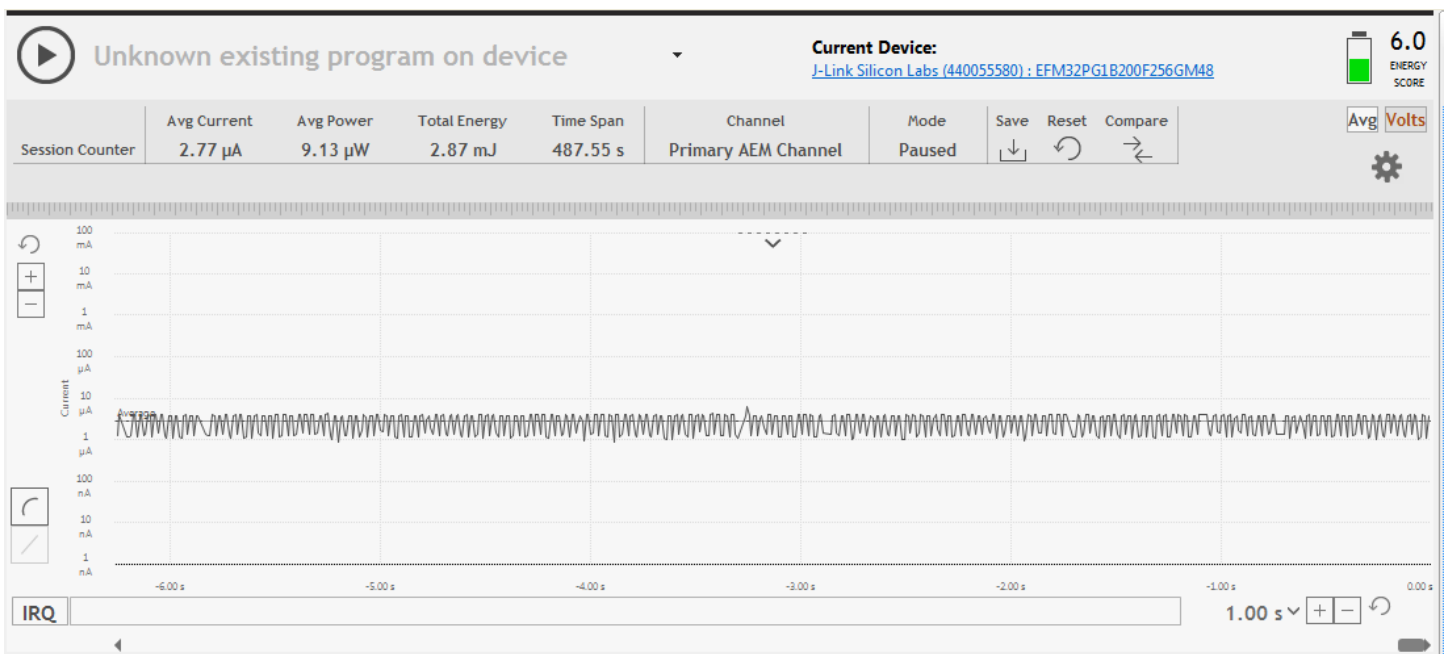 Unknown existing program on device
Current Device:
J-Link Silicon Labs (440055580) : EFM32PG1B200F256GM48
6.0
ENERGY
SCORE
Avg Current Avg Power Total Energy Time Span Channel Mode Save Reset Compare
Session Counter 2.77 µA 9.13 µW 2.87 mJ 487.55 s Primary AEM Channel Paused
Avg Volts
100
mA
10
mA
1
mA
100
µA
10
µA
1
µA
100
nA
10
nA
1
nA
Current
Average
-6.00 s -5.00 s -4.00 s -3.00 s -2.00 s -1.00 s 0.00 s
IRQ
1.00 s